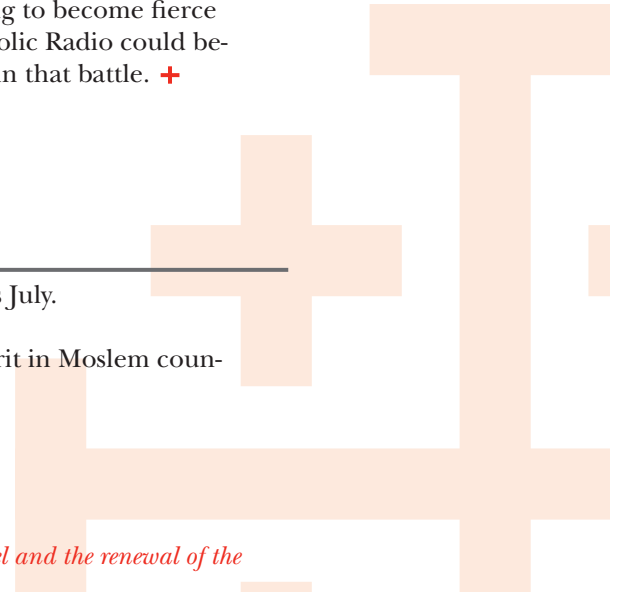 g to become fierce
olic Radio could be-
n that battle. +
July.
rit in Moslem coun-
l and the renewal of the